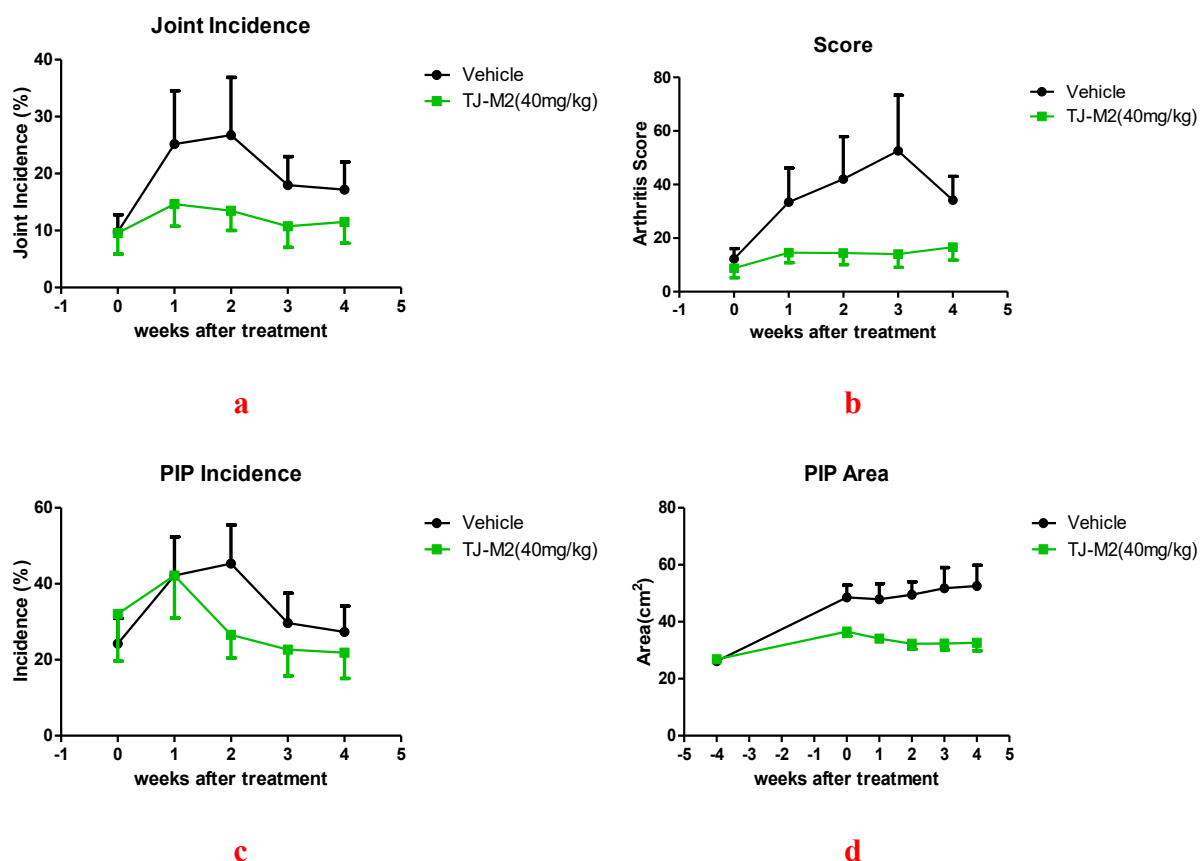 Joint Incidence
Joint Incidence (%)
40
30
20
10
0
-1 0 1 2 3 4 5
weeks after treatment
Vehicle
TJ-M2(40mg/kg)
a
Score
Arthritis Score
80
60
40
20
0
-1 0 1 2 3 4 5
weeks after treatment
Vehicle
TJ-M2(40mg/kg)
b
PIP Incidence
Incidence (%)
60
40
20
0
-1 0 1 2 3 4 5
weeks after treatment
Vehicle
TJ-M2(40mg/kg)
c
PIP Area
Area(cm²)
80
60
40
20
0
-5 -4 -3 -2 -1 0 1 2 3 4 5
weeks after treatment
Vehicle
TJ-M2(40mg/kg)
d